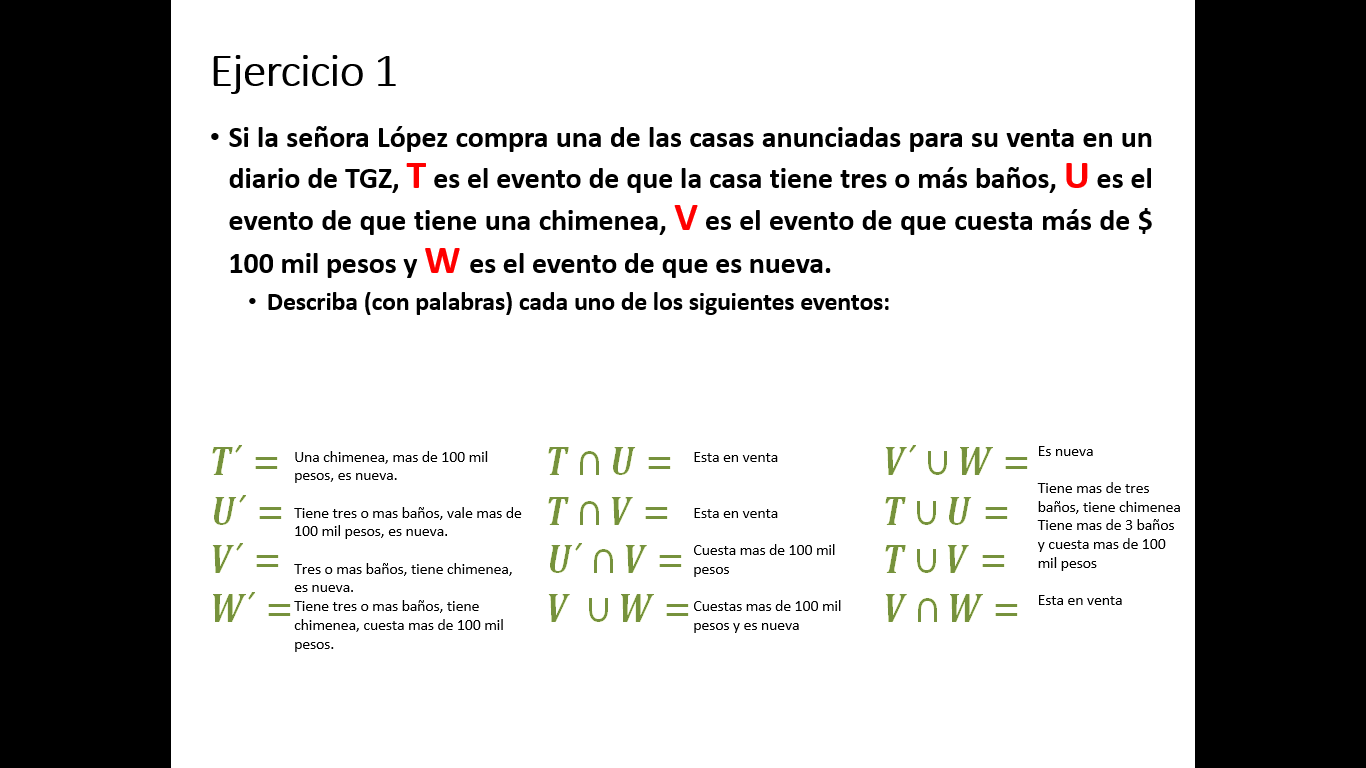 Ejercicio 1
• Si la señora López compra una de las casas anunciadas para su venta en un
diario de TGZ, T es el evento de que la casa tiene tres o más baños, U es el
evento de que tiene una chimenea, V es el evento de que cuesta más de $
100 mil pesos y W es el evento de que es nueva.
• Describa (con palabras) cada uno de los siguientes eventos:
T´ =
Una chimenea, mas de 100 mil
pesos, es nueva.
U´ =
Tiene tres o mas baños, vale mas de
100 mil pesos, es nueva.
V´ =
Tres o mas baños, tiene chimenea,
es nueva.
W´ =
Tiene tres o mas baños, tiene
chimenea, cuesta mas de 100 mil
pesos.
T ∩ U =
Esta en venta
T ∩ V =
Esta en venta
U´ ∩ V =
Cuesta mas de 100 mil
pesos
V ∪ W =
Cuestas mas de 100 mil
pesos y es nueva
V´ ∪ W =
Es nueva
T ∪ U =
Tiene mas de tres
baños, tiene chimenea
T ∪ V =
Tiene mas de 3 baños
y cuesta mas de 100
mil pesos
V ∩ W =
Esta en venta